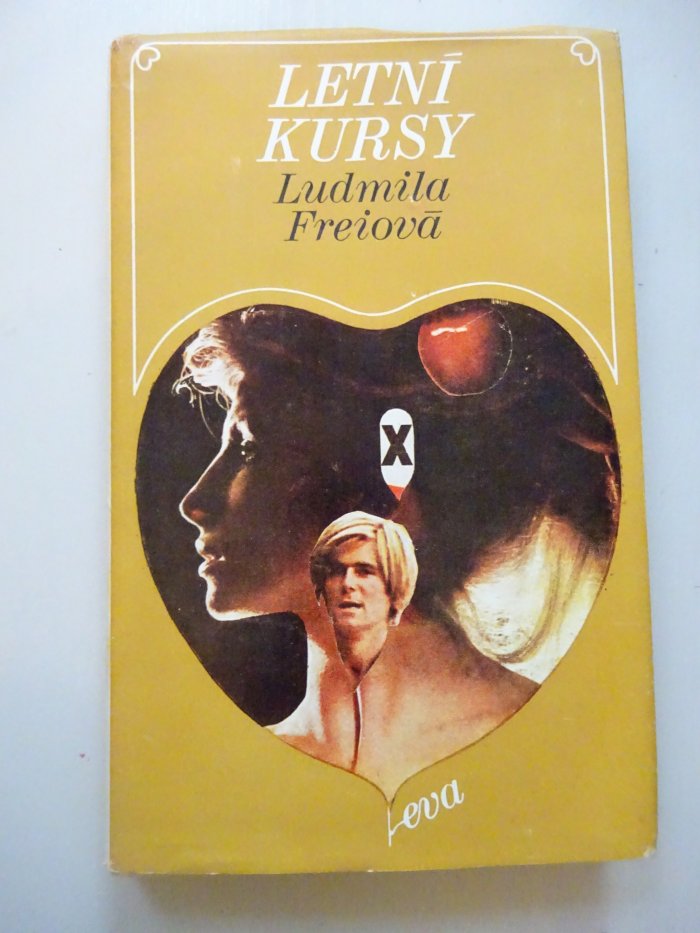 LETNÍ
KURSY
Ludmila
Freiová
X
eva